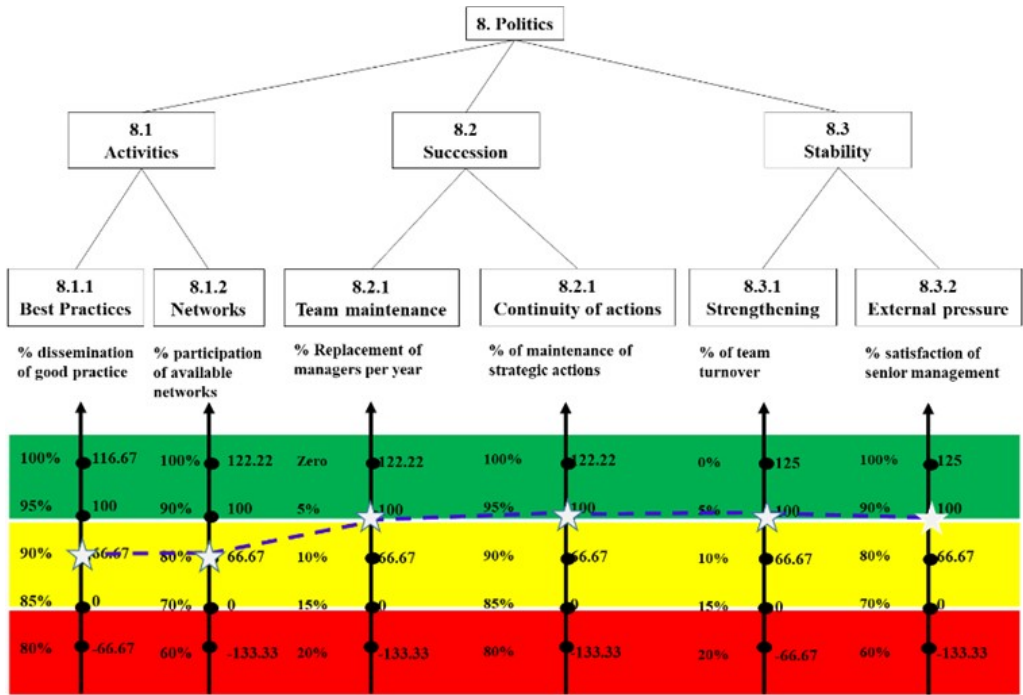 8. Politics
8.1
Activities
8.2
Succession
8.3
Stability
8.1.1
Best Practices
8.1.2
Networks
8.2.1
Team maintenance
8.2.1
Continuity of actions
8.3.1
Strengthening
8.3.2
External pressure
% dissemination
of good practice
% participation
of available
networks
% Replacement of
managers per year
% of maintenance of
strategic actions
% of team
turnover
% satisfaction of
senior management
100% 116.67 100% 122.22 Zero 122.22 100% 122.22 0% 125 100% 125
95% 100 90% 100 5% 100 95% 100 5% 100 90% 100
90% 66.67 80% 66.67 10% 66.67 90% 66.67 10% 66.67 80% 66.67
85% 0 70% 0 15% 0 85% 0 15% 0 70% 0
80% -66.67 60% -133.33 20% -133.33 80% -133.33 20% -66.67 60% -133.33